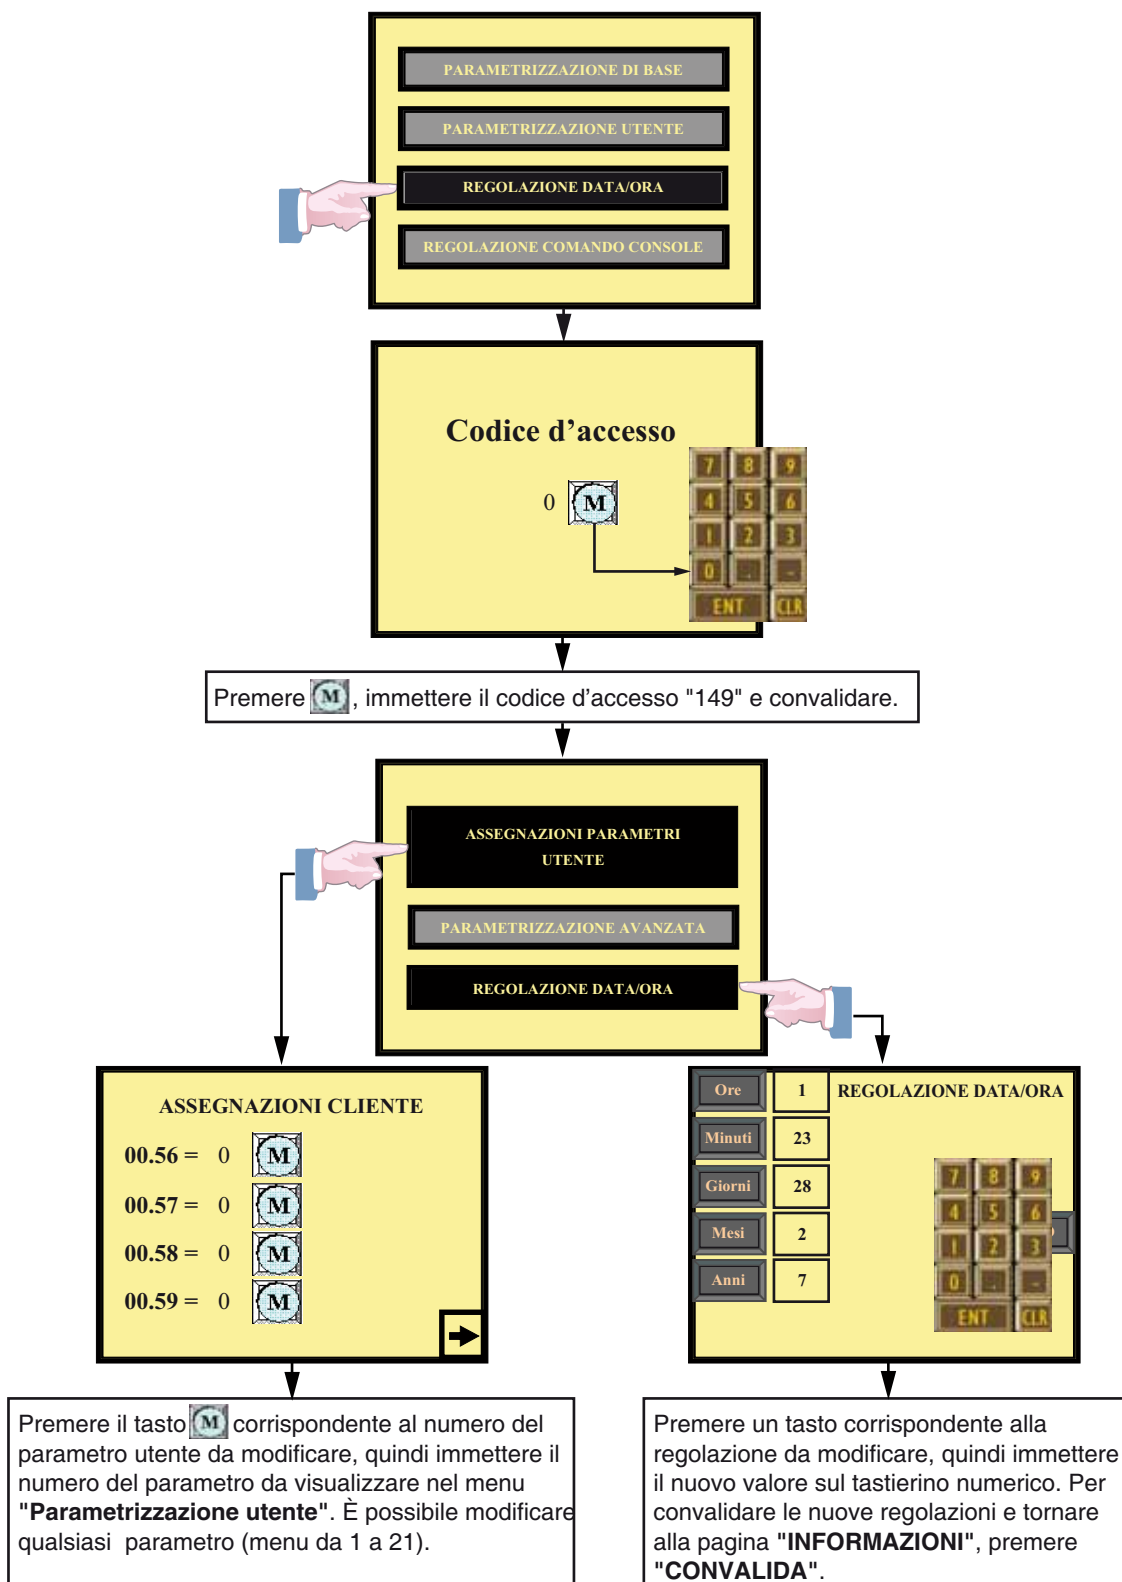 PARAMETRIZZAZIONE DI BASE
PARAMETRIZZAZIONE UTENTE
REGOLAZIONE DATA/ORA
REGOLAZIONE COMANDO CONSOLE
Codice d’accesso
0 M
7 8 9
4 5 6
1 2 3
0 . -
ENT CLR
Premere M , immettere il codice d’accesso "149" e convalidare.
ASSEGNAZIONI PARAMETRI
UTENTE
PARAMETRIZZAZIONE AVANZATA
REGOLAZIONE DATA/ORA
ASSEGNAZIONI CLIENTE
00.56 = 0 M
00.57 = 0 M
00.58 = 0 M
00.59 = 0 M
REGOLAZIONE DATA/ORA
Ore 1
Minuti 23
Giorni 28
Mesi 2
Anni 7
7 8 9
4 5 6
1 2 3
0 . -
ENT CLR
Premere il tasto M corrispondente al numero del
parametro utente da modificare, quindi immettere il
numero del parametro da visualizzare nel menu
"Parametrizzazione utente". È possibile modificare
qualsiasi parametro (menu da 1 a 21).
Premere un tasto corrispondente alla
regolazione da modificare, quindi immettere
il nuovo valore sul tastierino numerico. Per
convalidare le nuove regolazioni e tornare
alla pagina "INFORMAZIONI", premere
"CONVALIDA".